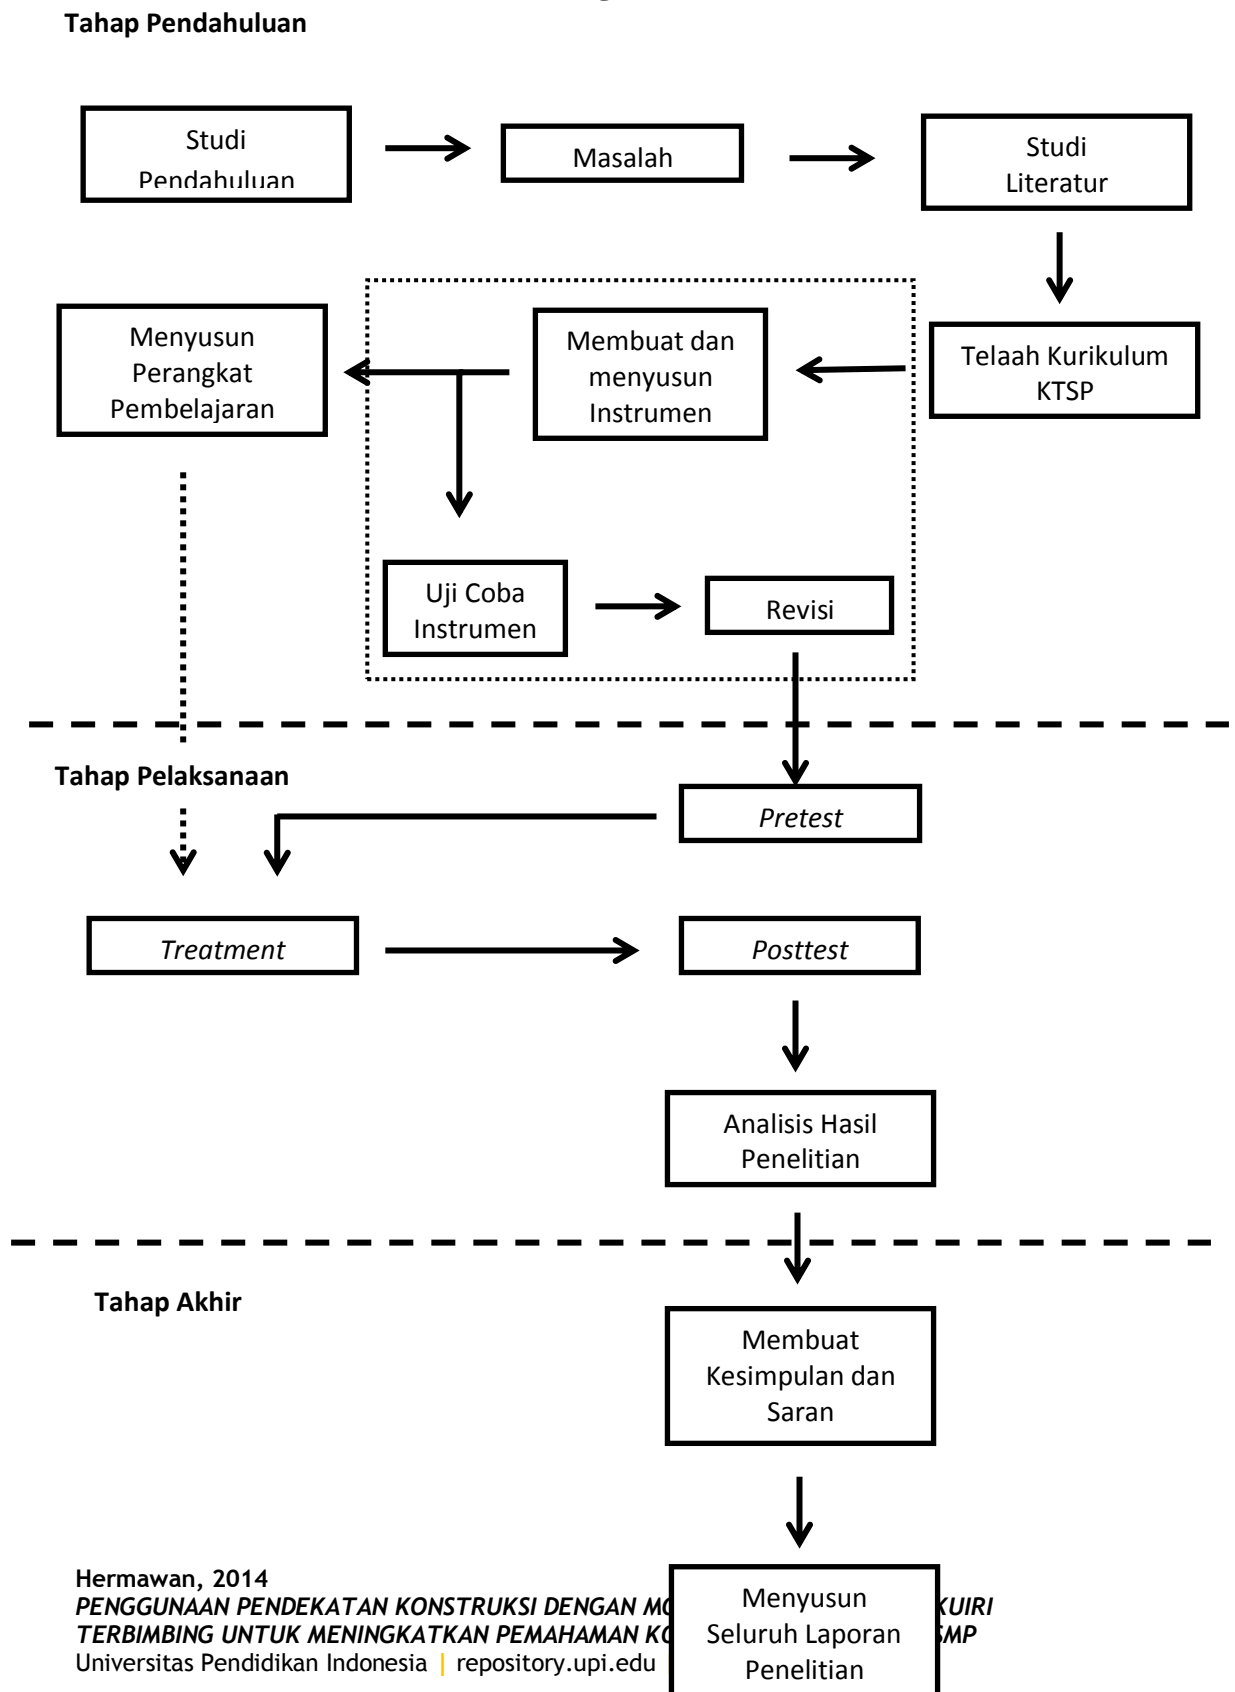 Tahap Pendahuluan
Studi
Pendahuluan
Masalah
Studi
Literatur
Menyusun
Perangkat
Pembelajaran
Membuat dan
menyusun
Instrumen
Telaah Kurikulum
KTSP
Uji Coba
Instrumen
Revisi
Tahap Pelaksanaan
Pretest
Treatment
Posttest
Analisis Hasil
Penelitian
Tahap Akhir
Membuat
Kesimpulan dan
Saran
Menyusun
Seluruh Laporan
Penelitian
Hermawan, 2014
PENGGUNAAN PENDEKATAN KONSTRUKSI DENGAN
TERBIMBING UNTUK MENINGKATKAN PEMAHAMAN SMP
Universitas Pendidikan Indonesia | repository.upi.edu